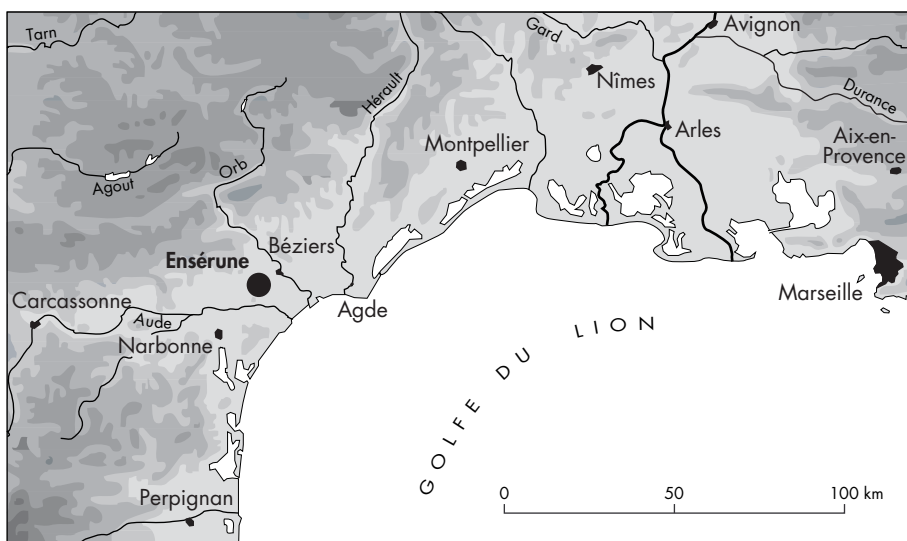 Tarn
Gard
Avignon
Nîmes
Hérault
Durance
Arles
Montpellier
Aix-en-
Provence
Agout
Orb
Béziers
Ensérune
Carcassonne
Agde
Marseille
Aude
Narbonne
GOLFE DU LION
Perpignan
0 50 100 km